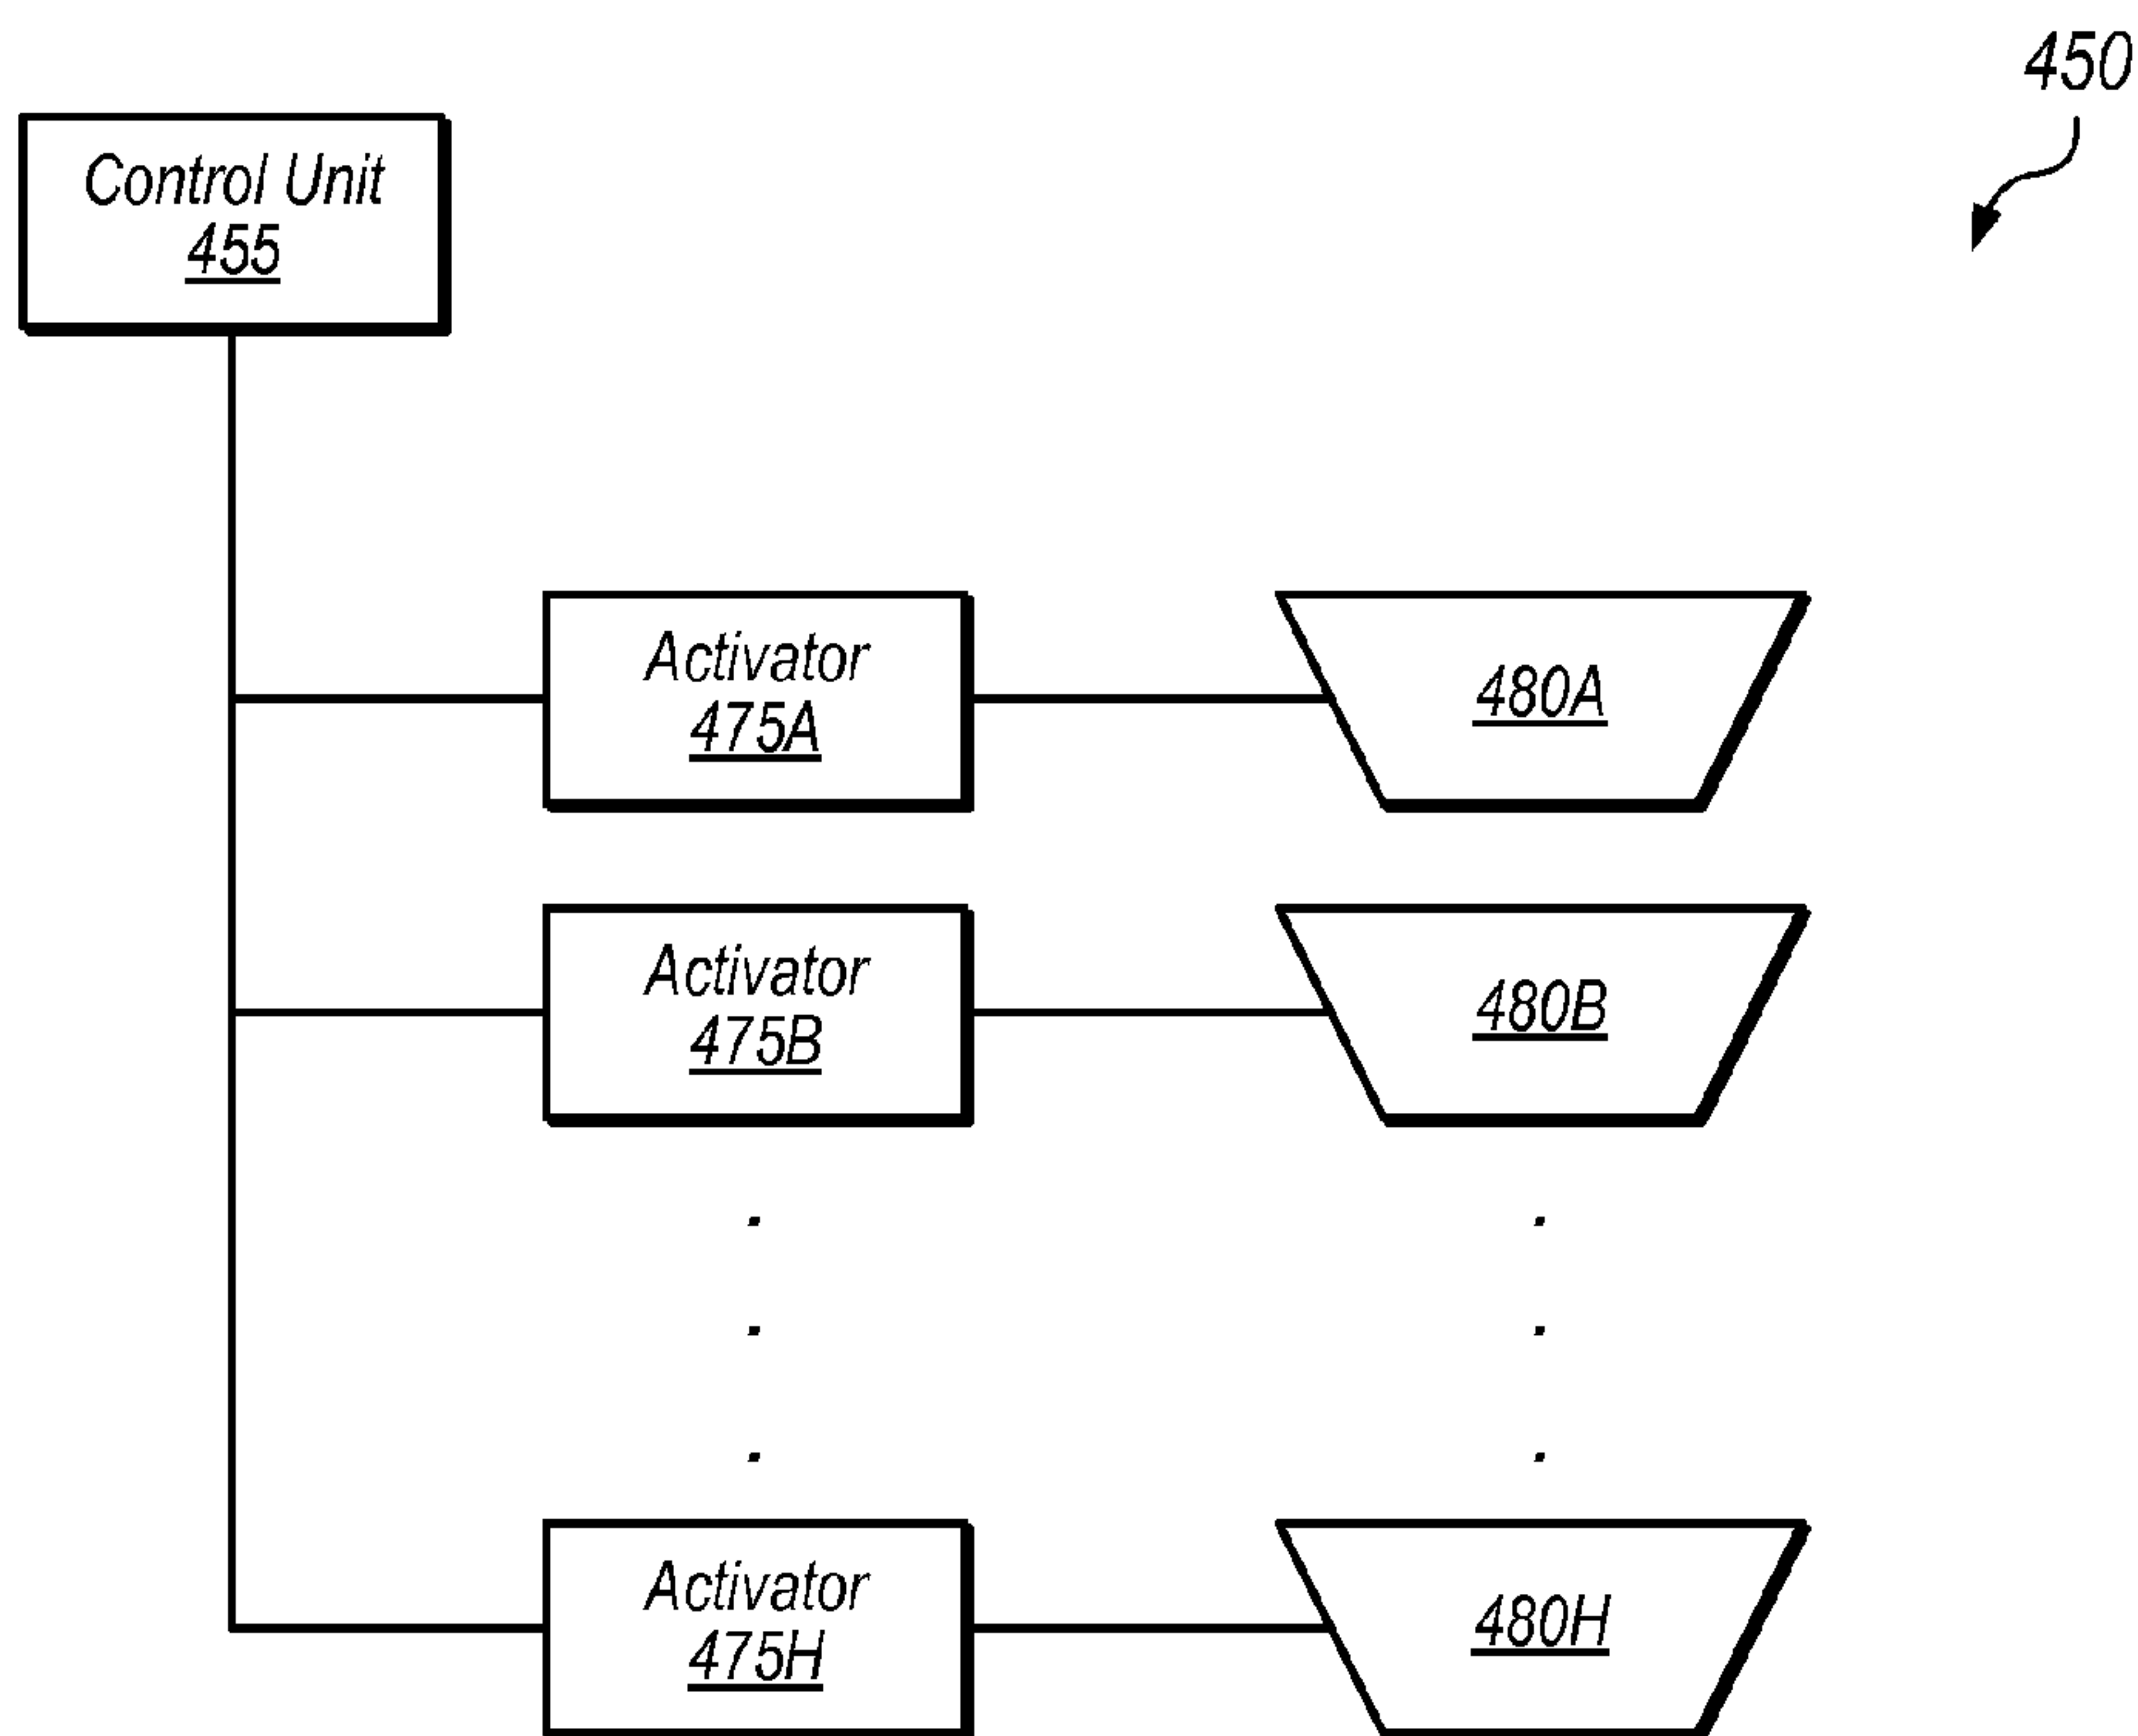 450
Control Unit
455
Activator
475A
480A
Activator
475B
480B
Activator
475H
480H